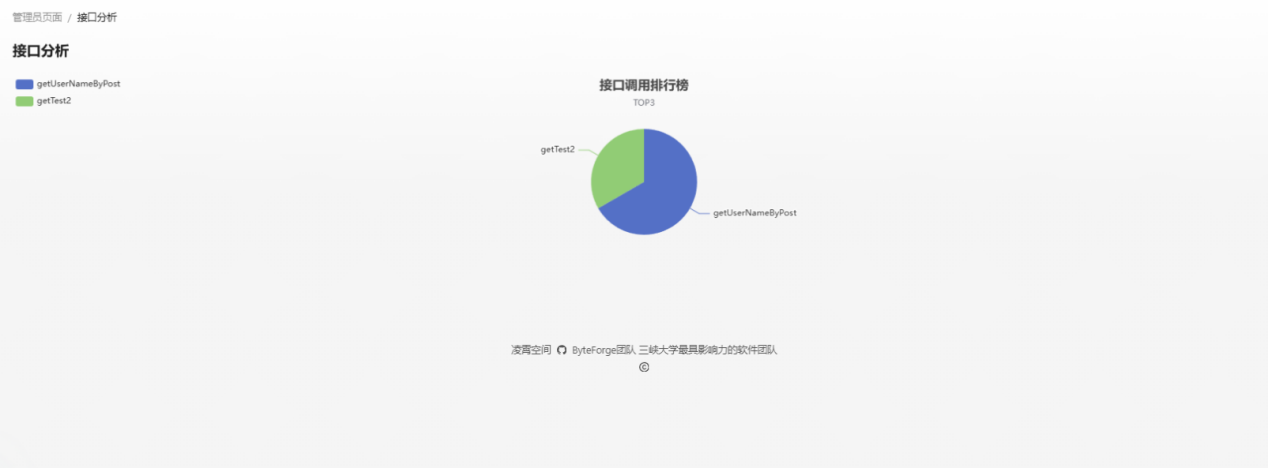 管理员页面 / 接口分析
接口分析
getUserNameByPost
getTest2
接口调用排行榜
TOP3
getTest2
getUserNameByPost
凌霄空间 ByteForge团队 三峡大学最具影响力的软件团队
©